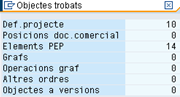 Objectes trobats
Def.projecte 10
Posicions doc.comercial 0
Elements PEP 14
Grafs 0
Operacions graf 0
Altres ordres 0
Objectes a versions 0